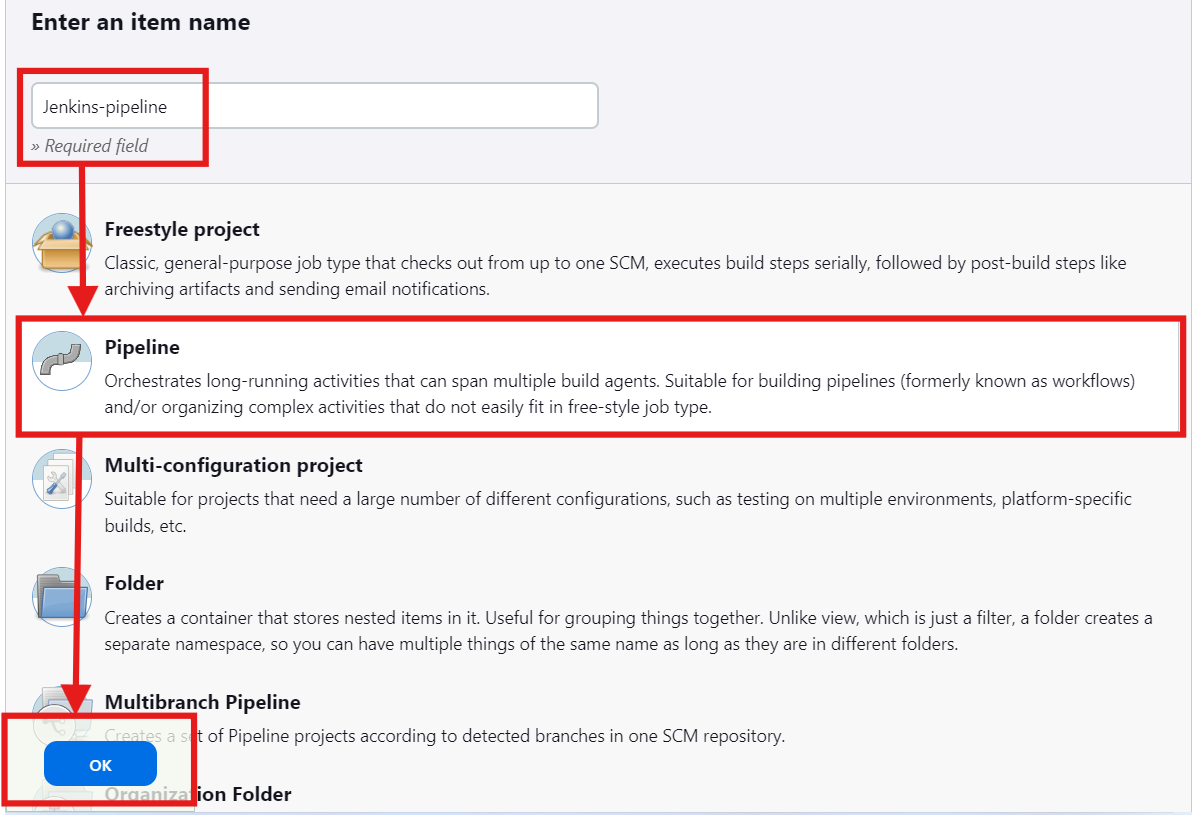 Enter an item name
Jenkins-pipeline
» Required field
Freestyle project
Classic, general-purpose job type that checks out from up to one SCM, executes build steps serially, followed by post-build steps like
archiving artifacts and sending email notifications.
Pipeline
Orchestrates long-running activities that can span multiple build agents. Suitable for building pipelines (formerly known as workflows)
and/or organizing complex activities that do not easily fit in free-style job type.
Multi-configuration project
Suitable for projects that need a large number of different configurations, such as testing on multiple environments, platform-specific
builds, etc.
Folder
Creates a container that stores nested items in it. Useful for grouping things together. Unlike view, which is just a filter, a folder creates a
separate namespace, so you can have multiple things of the same name as long as they are in different folders.
Multibranch Pipeline
Creates a set of Pipeline projects according to detected branches in one SCM repository.
OK
Organization Folder